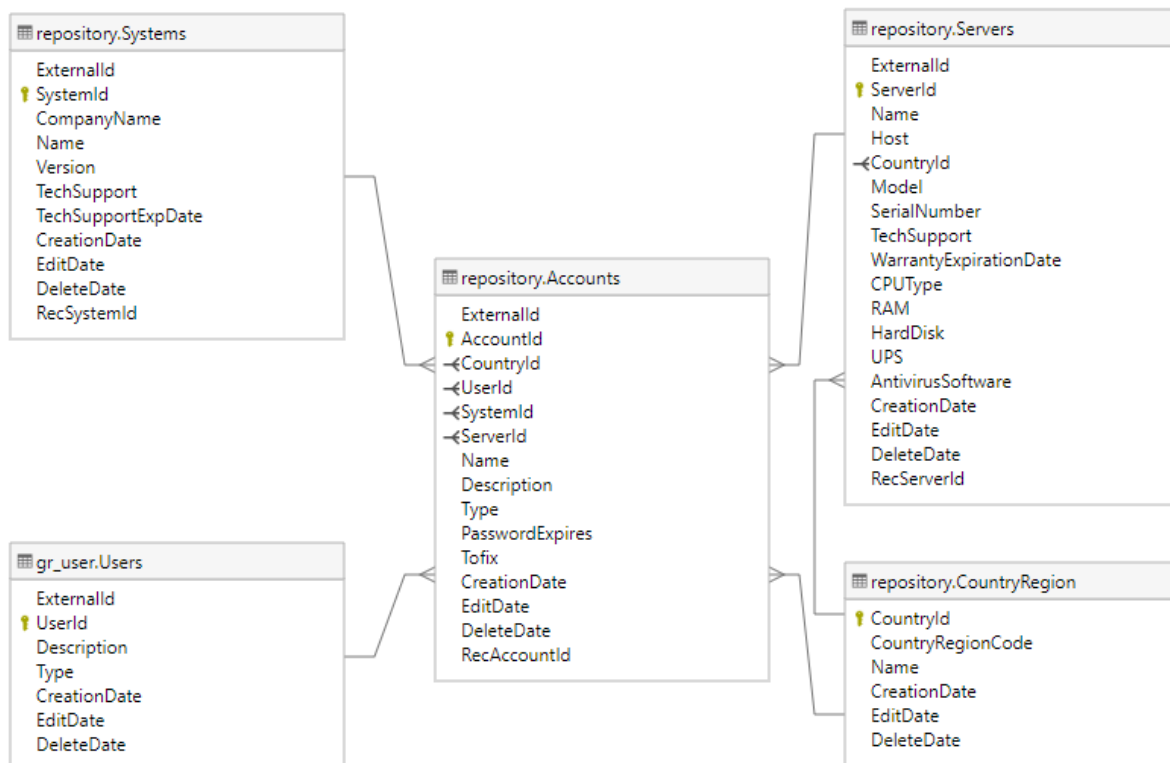 repository.Systems
ExternalId
SystemId
CompanyName
Name
Version
TechSupport
TechSupportExpDate
CreationDate
EditDate
DeleteDate
RecSystemId
gr_user.Users
ExternalId
UserId
Description
Type
CreationDate
EditDate
DeleteDate
repository.Accounts
ExternalId
AccountId
CountryId
UserId
SystemId
ServerId
Name
Description
Type
PasswordExpires
Tofix
CreationDate
EditDate
DeleteDate
RecAccountId
repository.Servers
ExternalId
ServerId
Name
Host
CountryId
Model
SerialNumber
TechSupport
WarrantyExpirationDate
CPUType
RAM
HardDisk
UPS
AntivirusSoftware
CreationDate
EditDate
DeleteDate
RecServerId
repository.CountryRegion
CountryId
CountryRegionCode
Name
CreationDate
EditDate
DeleteDate